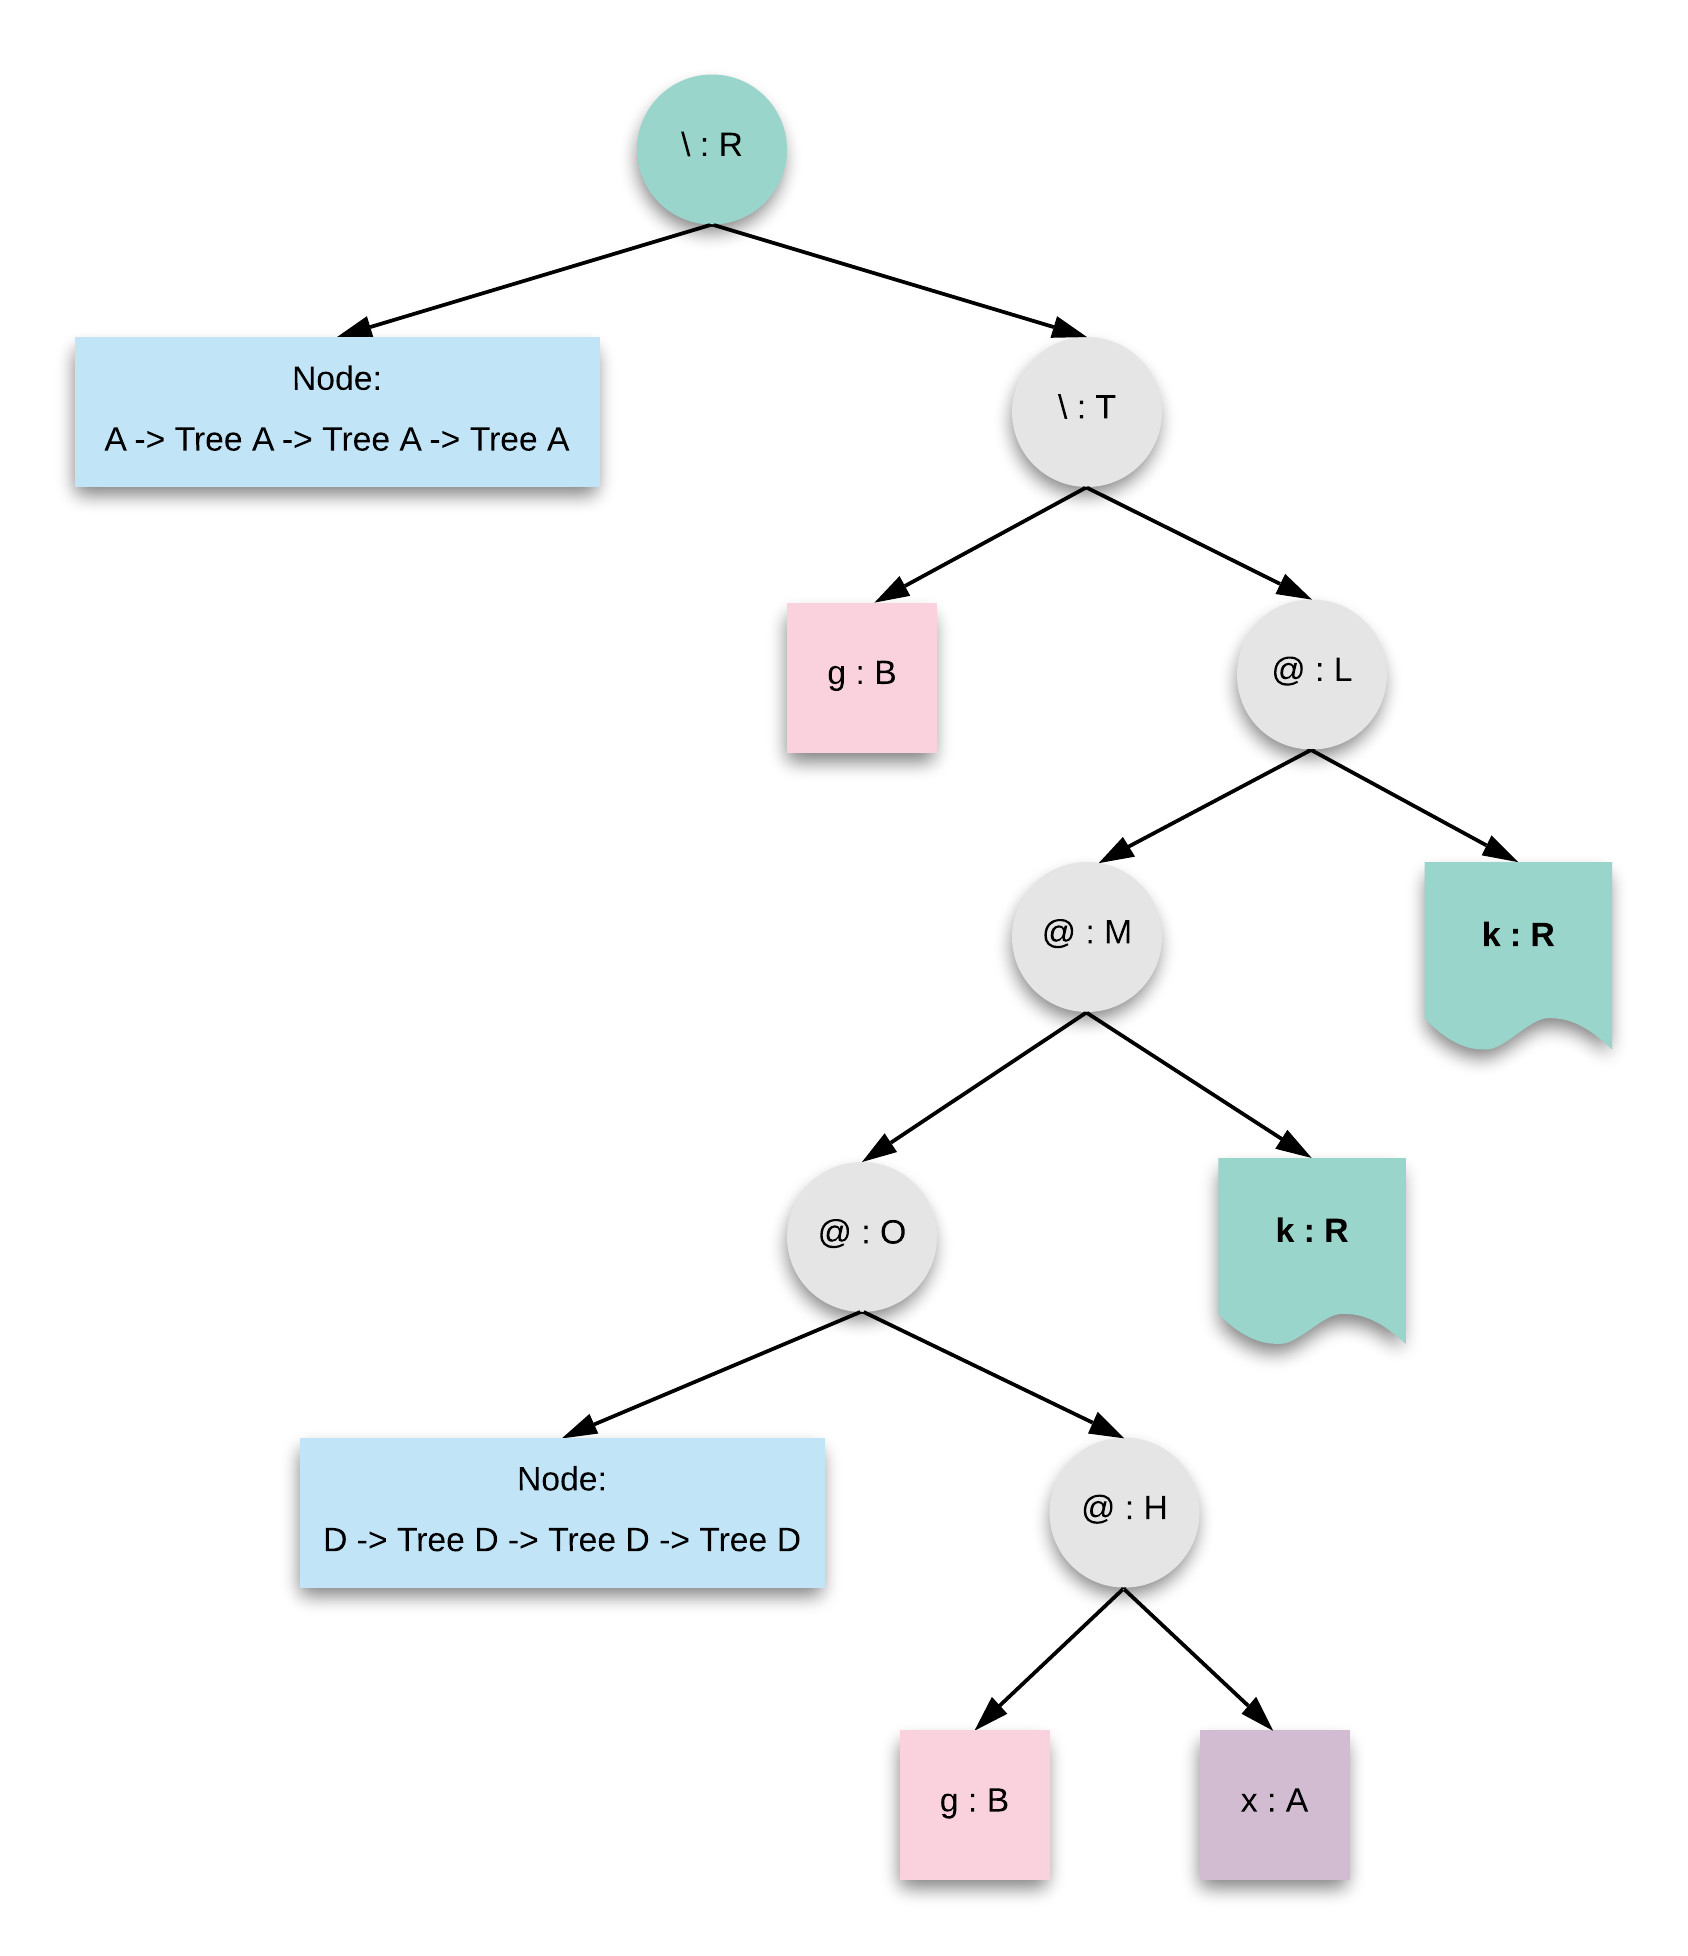 \ : R
Node:
A -> Tree A -> Tree A -> Tree A
\ : T
g : B
@ : L
@ : M
k : R
@ : O
k : R
Node:
D -> Tree D -> Tree D -> Tree D
@ : H
g : B
x : A